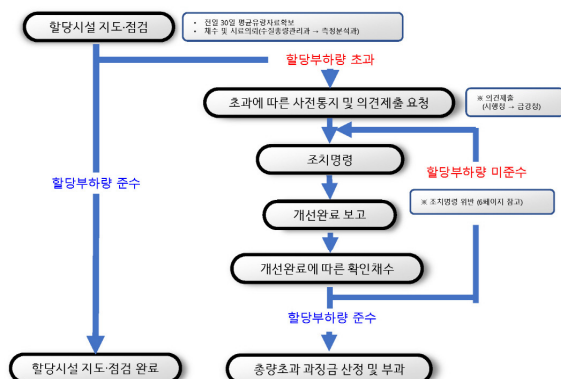 할당시설 지도·점검
• 전일 30일 평균유량자료확보
• 채수 및 시료의뢰(수질총량관리과 → 측정분석과)
할당부하량 초과
초과에 따른 사전통지 및 의견제출 요청
※ 의견제출
(시행청 → 금강청)
조치명령
할당부하량 미준수
할당부하량 준수
※ 조치명령 위반 (6페이지 참고)
개선완료 보고
개선완료에 따른 확인채수
할당부하량 준수
할당시설 지도·점검 완료
총량초과 과징금 산정 및 부과